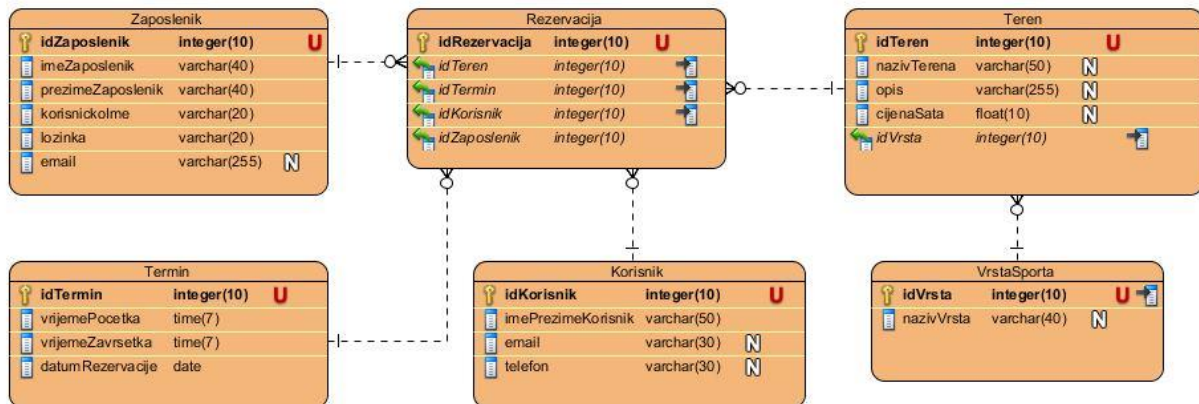 Zaposlenik
idZaposlenik integer(10) U
imeZaposlenik varchar(40)
prezimeZaposlenik varchar(40)
korisnickoIme varchar(20)
lozinka varchar(20)
email varchar(255) N
Rezervacija
idRezervacija integer(10) U
idTeren integer(10)
idTermin integer(10)
idKorisnik integer(10)
idZaposlenik integer(10)
Teren
idTeren integer(10) U
nazivTerena varchar(50) N
opis varchar(255) N
cijenaSata float(10) N
idVrsta integer(10)
Termin
idTermin integer(10) U
vrijemePocetka time(7)
vrijemeZavrsetka time(7)
datumRezervacije date
Korisnik
idKorisnik integer(10) U
imePrezimeKorisnik varchar(50)
email varchar(30) N
telefon varchar(30) N
VrstaSporta
idVrsta integer(10) U
nazivVrsta varchar(40) N